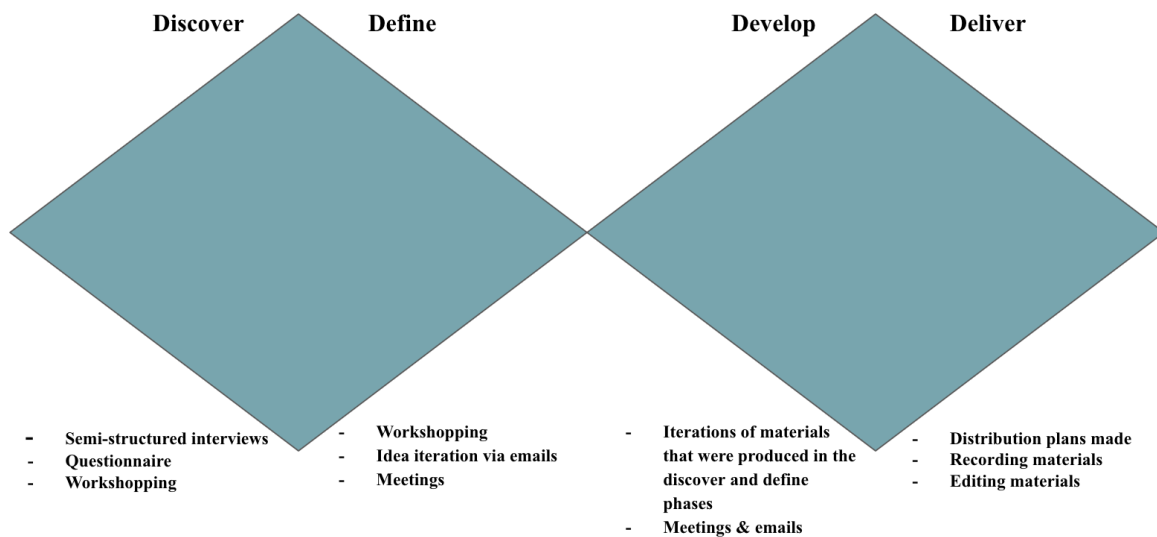 Discover
Define
Develop
Deliver
- Semi-structured interviews
- Questionnaire
- Workshopping
- Workshopping
- Idea iteration via emails
- Meetings
- Iterations of materials
that were produced in the
discover and define
phases
- Meetings & emails
- Distribution plans made
- Recording materials
- Editing materials